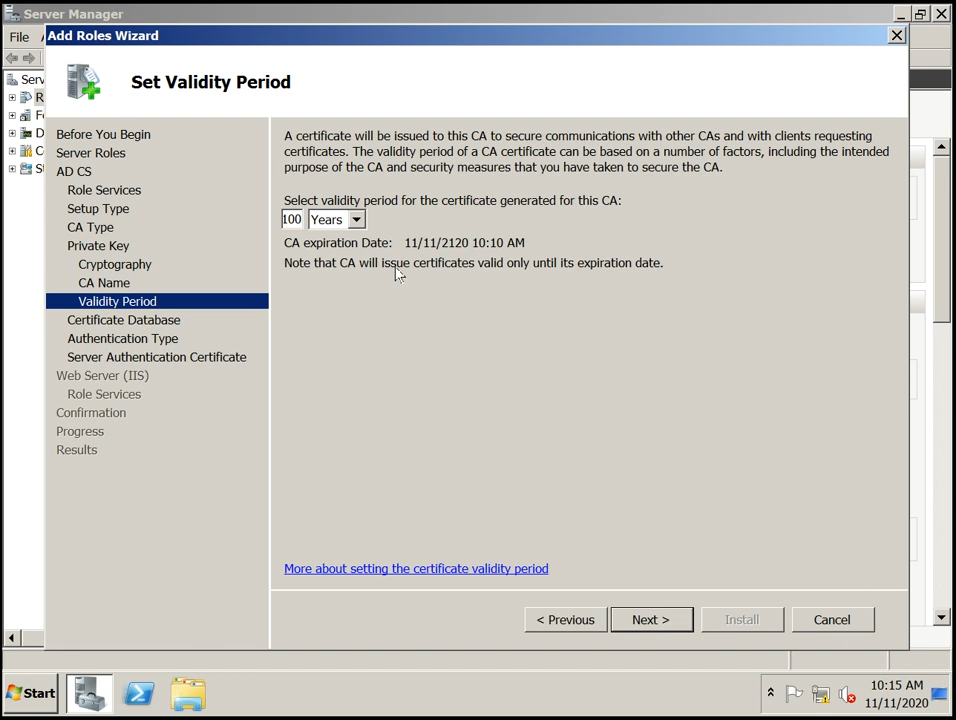 Server Manager
File
Add Roles Wizard
Set Validity Period
Serv
R
F
D
C
St
Before You Begin
Server Roles
AD CS
Role Services
Setup Type
CA Type
Private Key
Cryptography
CA Name
Validity Period
Certificate Database
Authentication Type
Server Authentication Certificate
Web Server (IIS)
Role Services
Confirmation
Progress
Results
A certificate will be issued to this CA to secure communications with other CAs and with clients requesting
certificates. The validity period of a CA certificate can be based on a number of factors, including the intended
purpose of the CA and security measures that you have taken to secure the CA.
Select validity period for the certificate generated for this CA:
100 Years
CA expiration Date: 11/11/2120 10:10 AM
Note that CA will issue certificates valid only until its expiration date.
More about setting the certificate validity period
< Previous Next > Install Cancel
Start
10:15 AM
11/11/2020